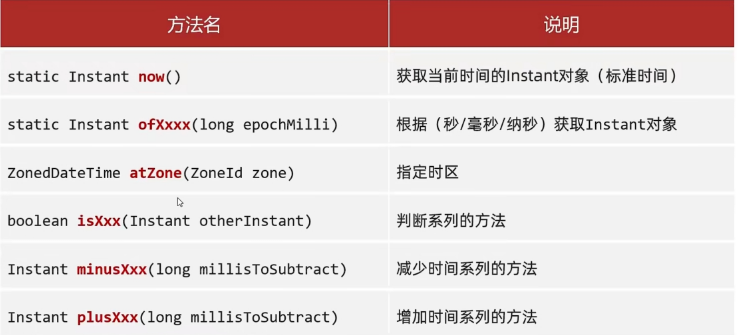 方法名 说明
static Instant now() 获取当前时间的Instant对象（标准时间）
static Instant ofXxxx(long epochMilli) 根据（秒/毫秒/纳秒）获取Instant对象
ZonedDateTime atZone(ZoneId zone) 指定时区
boolean isXxx(Instant otherInstant) 判断系列的方法
Instant minusXxx(long millisToSubtract) 减少时间系列的方法
Instant plusXxx(long millisToSubtract) 增加时间系列的方法